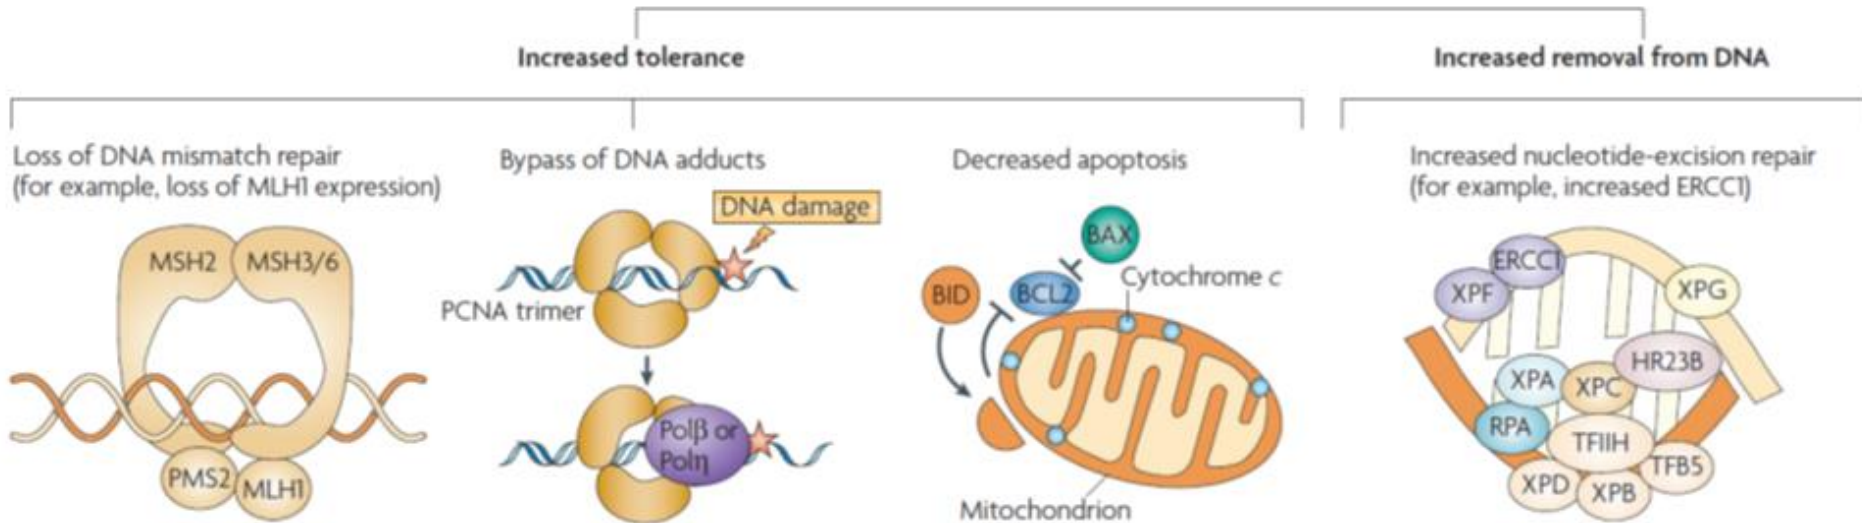 Increased tolerance
Increased removal from DNA
Loss of DNA mismatch repair
(for example, loss of MLH1 expression)
MSH2
MSH3/6
PMS2
MLH1
Bypass of DNA adducts
DNA damage
PCNA trimer
Polβ or
Polη
Decreased apoptosis
BAX
Cytochrome c
BID
BCL2
Mitochondrion
Increased nucleotide-excision repair
(for example, increased ERCC1)
ERCC1
XPF
XPG
HR23B
XPA
XPC
RPA
TFIIH
TFB5
XPD
XPB